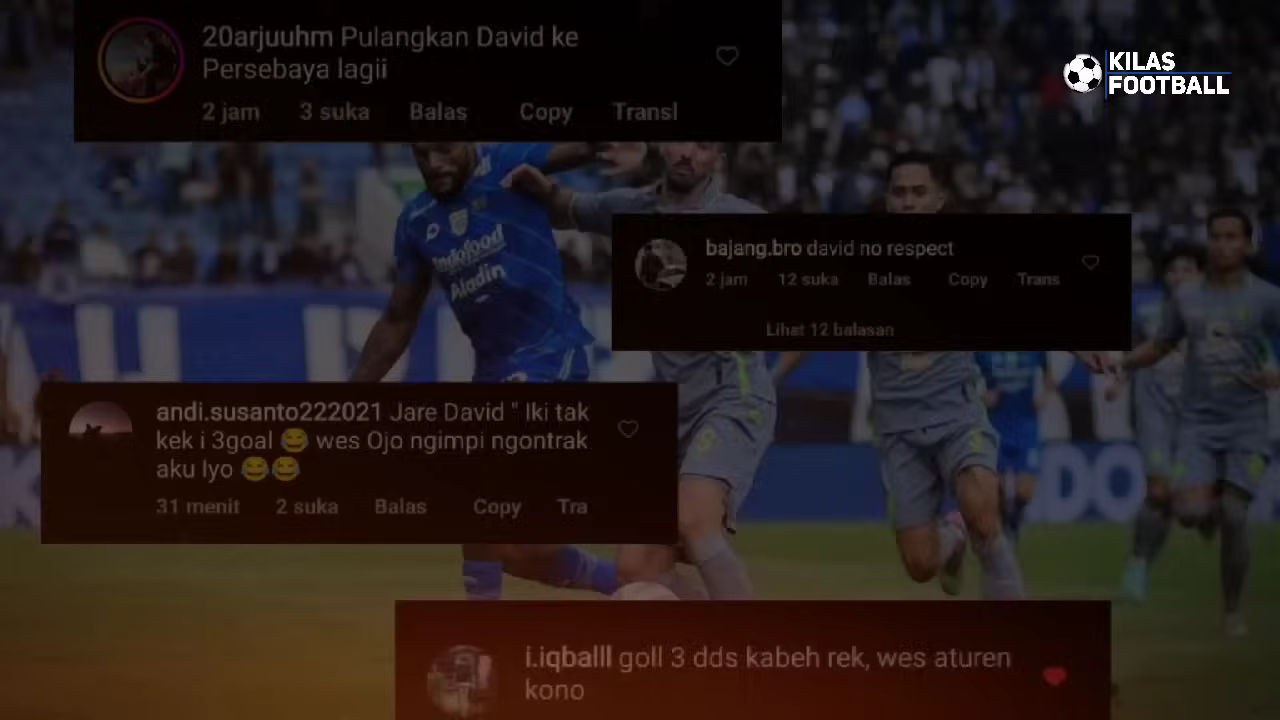 20arjuuhm Pulangkan David ke
Persebaya lagii
2 jam 3 suka Balas Copy Transl
KILAS
FOOTBALL
bajang.bro david no respect
2 jam 12 suka Balas Copy Trans
Lihat 12 balasan
Indofood
Aladin
andi.susanto222021 Jare David " Iki tak
kek i 3goal 😂 wes Ojo ngimpi ngontrak
aku Iyo 😂😂
31 menit 2 suka Balas Copy Tra
DO
i.iqballl goll 3 dds kabeh rek, wes aturen
kono